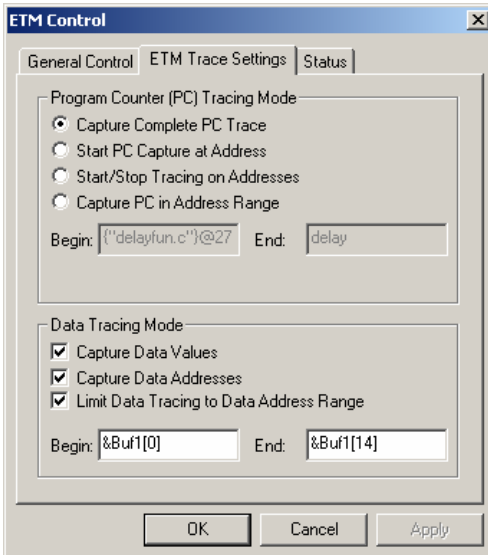 ETM Control
General Control ETM Trace Settings Status
Program Counter (PC) Tracing Mode
Capture Complete PC Trace
Start PC Capture at Address
Start/Stop Tracing on Addresses
Capture PC in Address Range
Begin: {"delayfun.c"}@27 End: delay
Data Tracing Mode
Capture Data Values
Capture Data Addresses
Limit Data Tracing to Data Address Range
Begin: &Buf1[0] End: &Buf1[14]
OK Cancel Apply